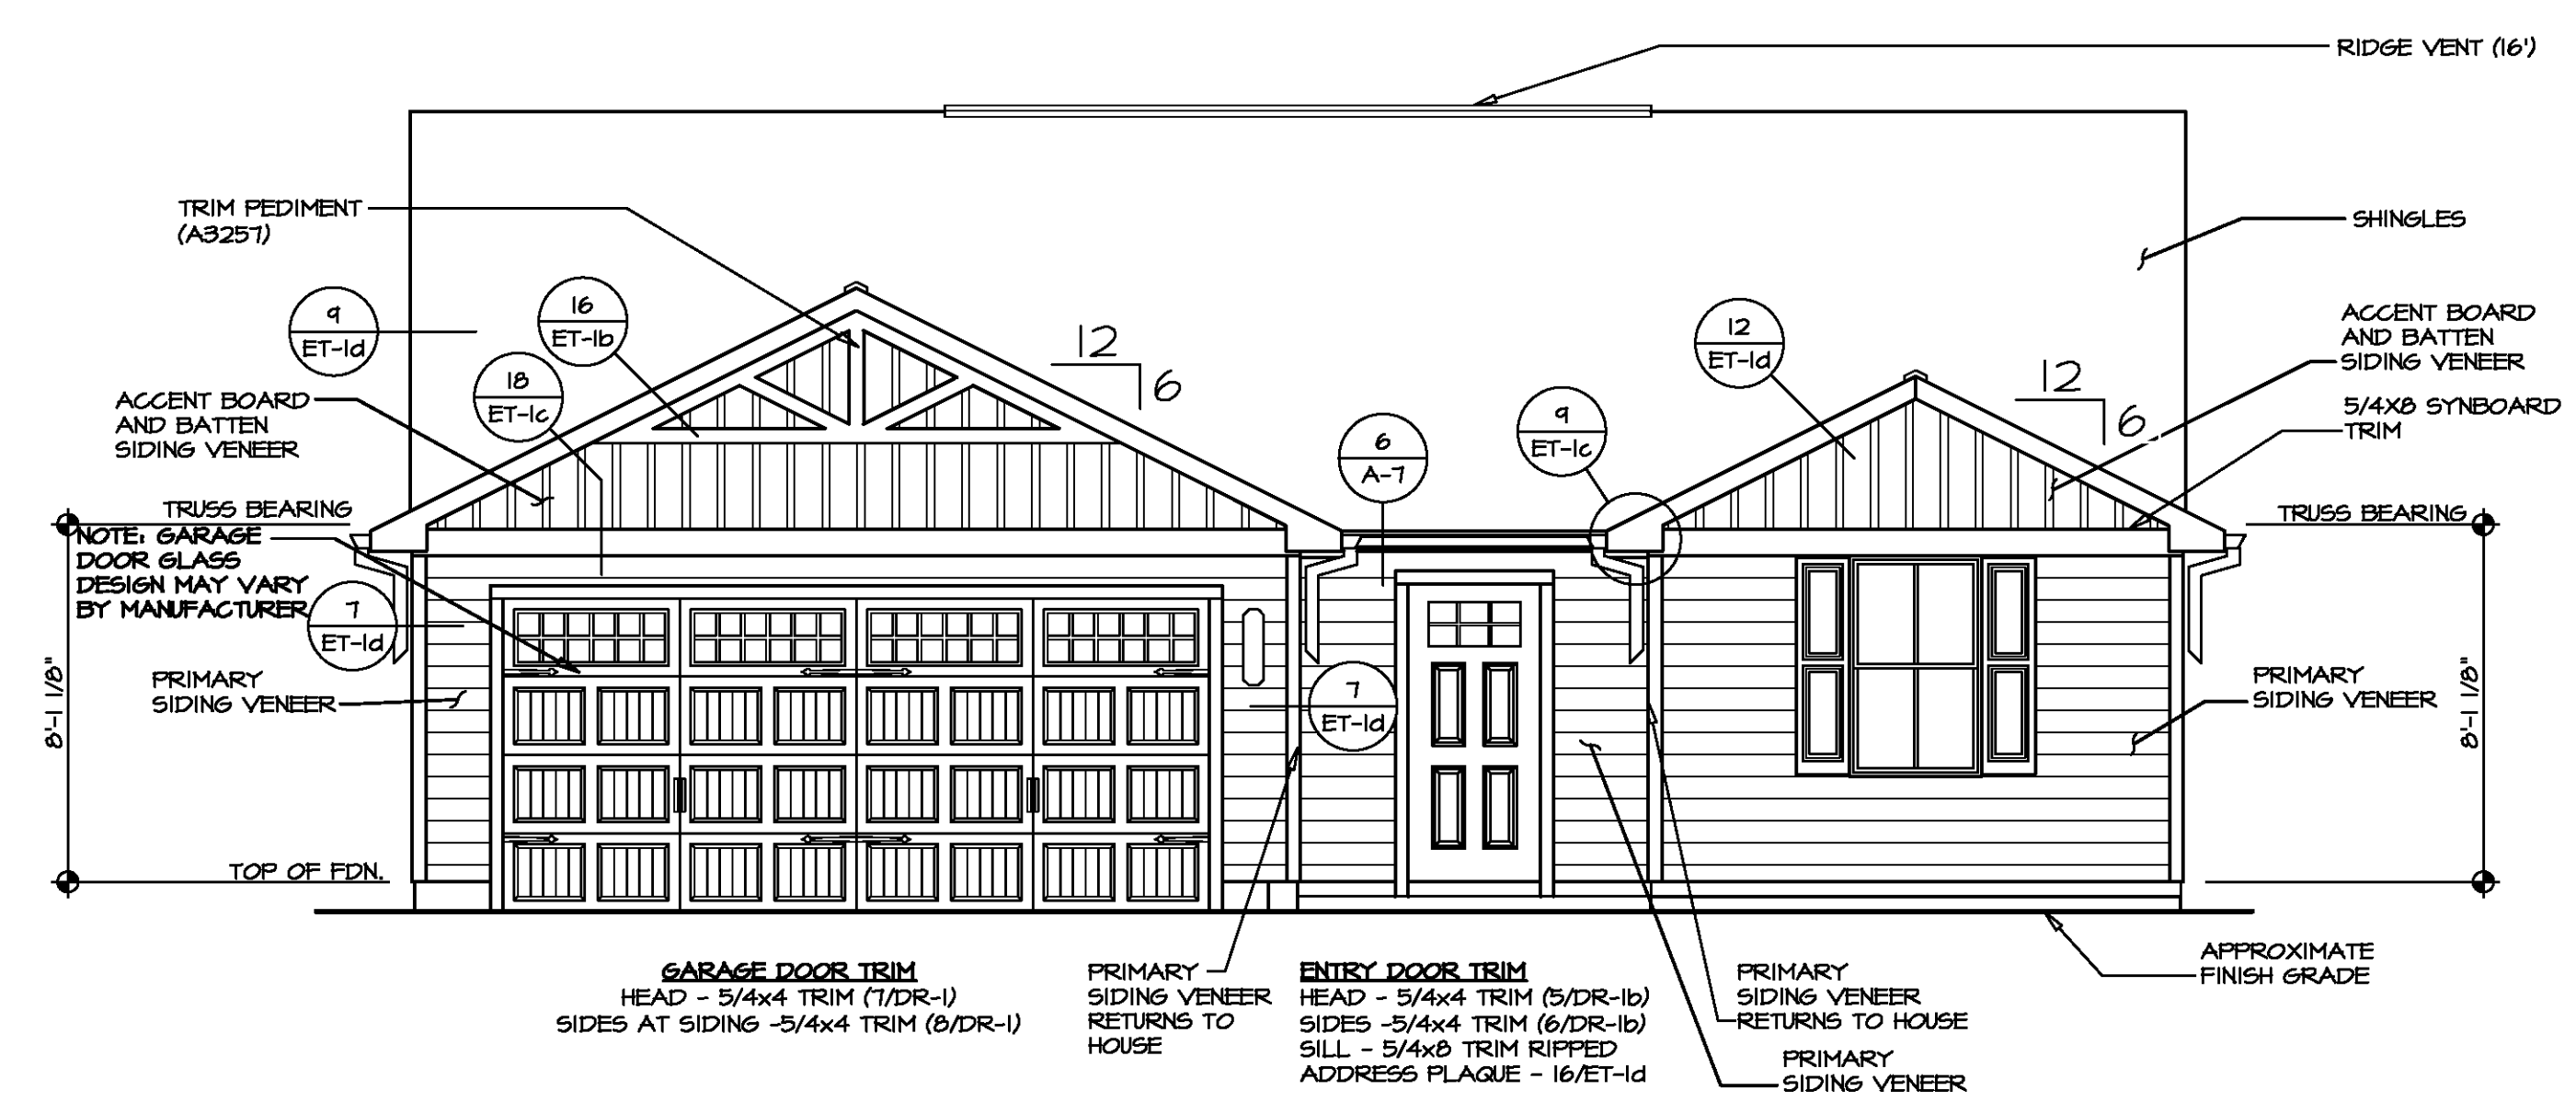 RIDGE VENT (16')
TRIM PEDIMENT
(A3257)
SHINGLES
9
ET-1d
16
ET-1b
18
ET-1c
12
6
12
ET-1d
ACCENT BOARD
AND BATTEN
SIDING VENEER
12
6
5/4X8 SYNBOARD
TRIM
ACCENT BOARD
AND BATTEN
SIDING VENEER
6
A-7
9
ET-1c
TRUSS BEARING
NOTE: GARAGE
DOOR GLASS
DESIGN MAY VARY
BY MANUFACTURER
TRUSS BEARING
7
ET-1d
PRIMARY
SIDING VENEER
8'-1 1/8"
7
ET-1d
PRIMARY
SIDING VENEER
8'-1 1/8"
TOP OF FDN.
GARAGE DOOR TRIM
HEAD - 5/4x4 TRIM (7/DR-1)
SIDES AT SIDING -5/4x4 TRIM (8/DR-1)
PRIMARY
SIDING VENEER
RETURNS TO
HOUSE
ENTRY DOOR TRIM
HEAD - 5/4x4 TRIM (5/DR-1b)
SIDES -5/4x4 TRIM (6/DR-1b)
SILL - 5/4x8 TRIM RIPPED
ADDRESS PLAQUE - 16/ET-1d
PRIMARY
SIDING VENEER
RETURNS TO HOUSE
PRIMARY
SIDING VENEER
APPROXIMATE
FINISH GRADE